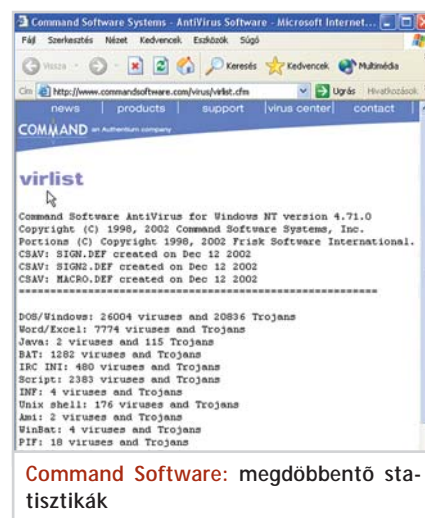 Command Software Systems - AntiVirus Software - Microsoft Internet...
Fájl Szerkesztés Nézet Kedvencek Eszközök Súgó
Vissza Keresés Kedvencek Multimédia
Cím http://www.commandsoftware.com/virus/virlist.cfm Ugrás Hivatkozások
news | products | support | virus center | contact |
COMMAND an Authentium company
virlist
Command Software AntiVirus for Windows NT version 4.71.0
Copyright (C) 1998, 2002 Command Software Systems, Inc.
Portions (C) Copyright 1998, 2002 Frisk Software International.
CSAV: SIGN.DEF created on Dec 12 2002
CSAV: SIGN2.DEF created on Dec 12 2002
CSAV: MACRO.DEF created on Dec 12 2002
============================================================
DOS/Windows: 26004 viruses and 20836 Trojans
Word/Excel: 7774 viruses and Trojans
Java: 2 viruses and 115 Trojans
BAT: 1282 viruses and Trojans
IRC INI: 480 viruses and Trojans
Script: 2383 viruses and Trojans
INF: 4 viruses and Trojans
Unix shell: 176 viruses and Trojans
Ami: 2 viruses and Trojans
WinBat: 4 viruses and Trojans
PIF: 18 viruses and Trojans
Command Software: megdöbbentõ sta-
tisztikák